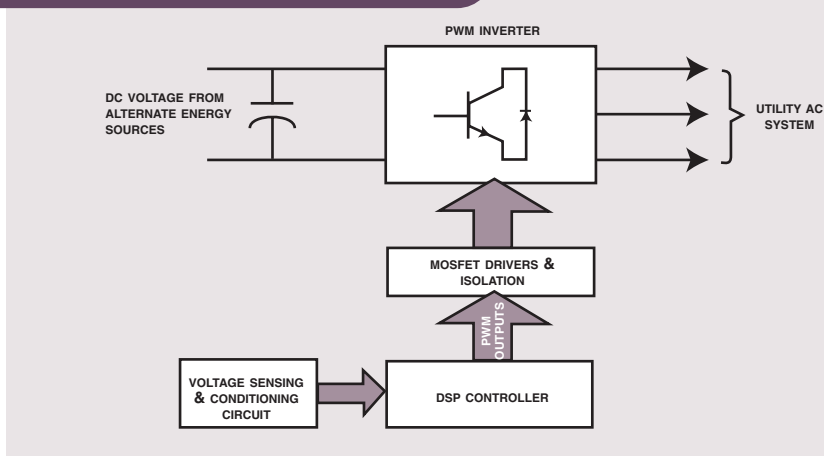 PWM INVERTER
DC VOLTAGE FROM
ALTERNATE ENERGY
SOURCES
UTILITY AC
SYSTEM
MOSFET DRIVERS &
ISOLATION
PWM
OUTPUTS
VOLTAGE SENSING
& CONDITIONING
CIRCUIT
DSP CONTROLLER